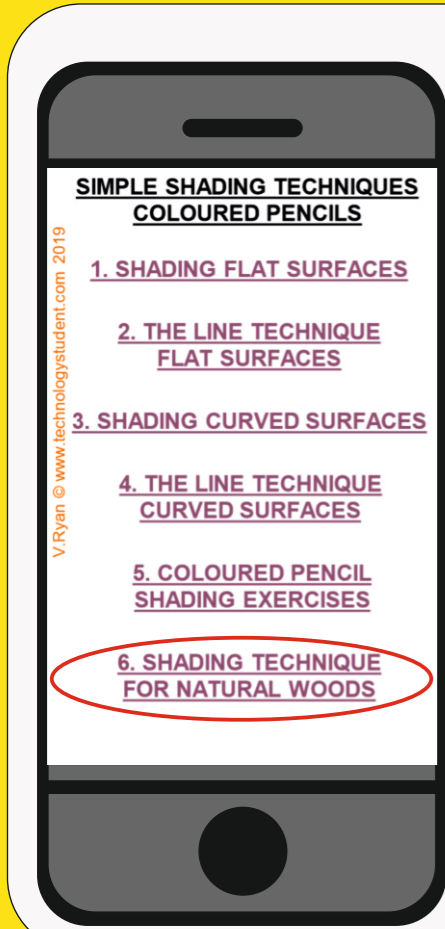 SIMPLE SHADING TECHNIQUES
COLOURED PENCILS
1. SHADING FLAT SURFACES
2. THE LINE TECHNIQUE
FLAT SURFACES
3. SHADING CURVED SURFACES
4. THE LINE TECHNIQUE
CURVED SURFACES
5. COLOURED PENCIL
SHADING EXERCISES
6. SHADING TECHNIQUE
FOR NATURAL WOODS
V.Ryan © www.technologystudent.com 2019